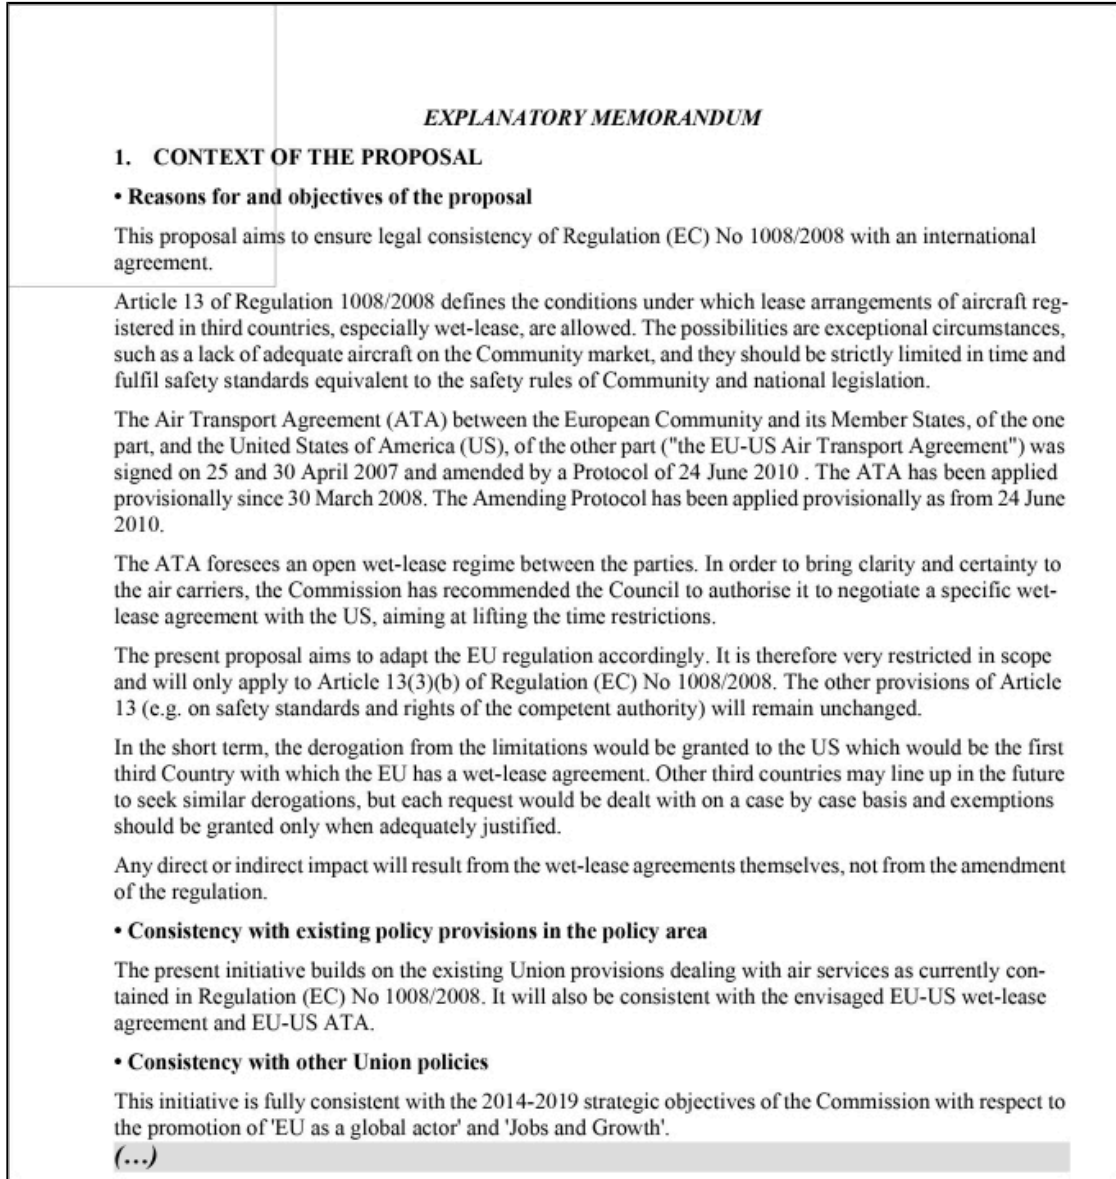 EXPLANATORY MEMORANDUM
1. CONTEXT OF THE PROPOSAL
• Reasons for and objectives of the proposal
This proposal aims to ensure legal consistency of Regulation (EC) No 1008/2008 with an international
agreement.
Article 13 of Regulation 1008/2008 defines the conditions under which lease arrangements of aircraft reg-
istered in third countries, especially wet-lease, are allowed. The possibilities are exceptional circumstances,
such as a lack of adequate aircraft on the Community market, and they should be strictly limited in time and
fulfil safety standards equivalent to the safety rules of Community and national legislation.
The Air Transport Agreement (ATA) between the European Community and its Member States, of the one
part, and the United States of America (US), of the other part ("the EU-US Air Transport Agreement") was
signed on 25 and 30 April 2007 and amended by a Protocol of 24 June 2010 . The ATA has been applied
provisionally since 30 March 2008. The Amending Protocol has been applied provisionally as from 24 June
2010.
The ATA foresees an open wet-lease regime between the parties. In order to bring clarity and certainty to
the air carriers, the Commission has recommended the Council to authorise it to negotiate a specific wet-
lease agreement with the US, aiming at lifting the time restrictions.
The present proposal aims to adapt the EU regulation accordingly. It is therefore very restricted in scope
and will only apply to Article 13(3)(b) of Regulation (EC) No 1008/2008. The other provisions of Article
13 (e.g. on safety standards and rights of the competent authority) will remain unchanged.
In the short term, the derogation from the limitations would be granted to the US which would be the first
third Country with which the EU has a wet-lease agreement. Other third countries may line up in the future
to seek similar derogations, but each request would be dealt with on a case by case basis and exemptions
should be granted only when adequately justified.
Any direct or indirect impact will result from the wet-lease agreements themselves, not from the amendment
of the regulation.
• Consistency with existing policy provisions in the policy area
The present initiative builds on the existing Union provisions dealing with air services as currently con-
tained in Regulation (EC) No 1008/2008. It will also be consistent with the envisaged EU-US wet-lease
agreement and EU-US ATA.
• Consistency with other Union policies
This initiative is fully consistent with the 2014-2019 strategic objectives of the Commission with respect to
the promotion of 'EU as a global actor' and 'Jobs and Growth'.
(…)